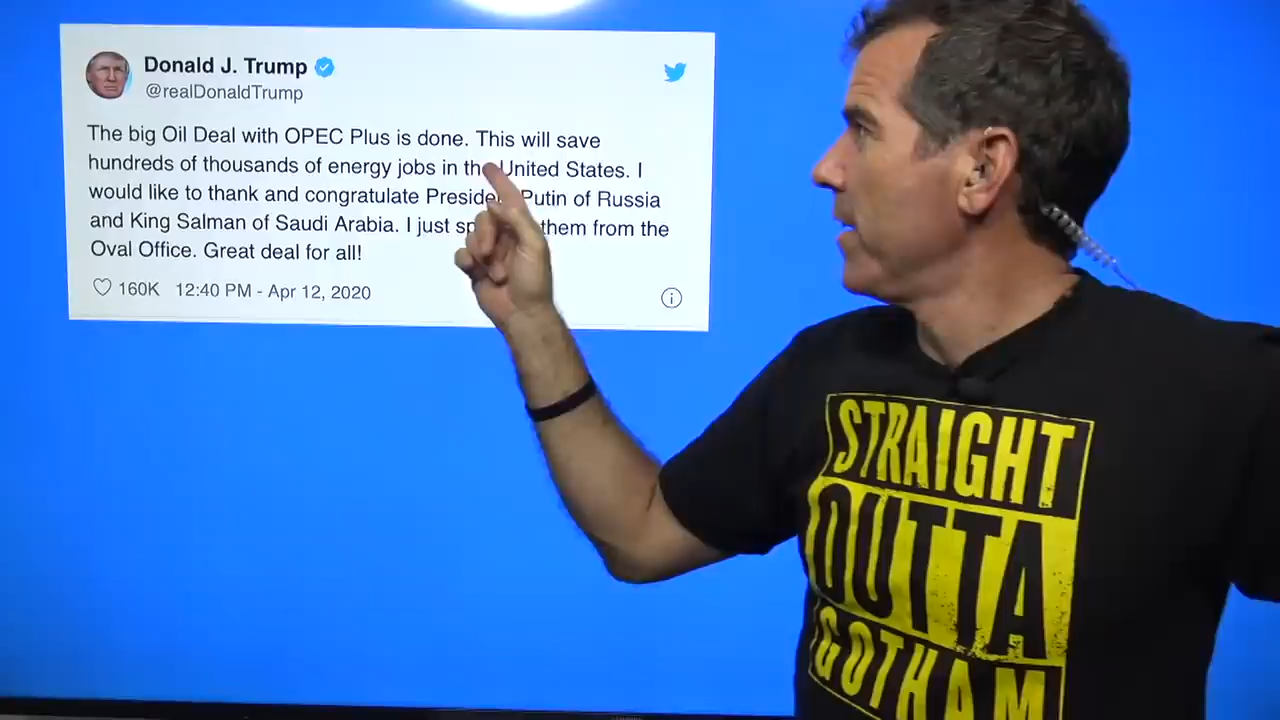 Donald J. Trump
@realDonaldTrump
The big Oil Deal with OPEC Plus is done. This will save
hundreds of thousands of energy jobs in the United States. I
would like to thank and congratulate President Putin of Russia
and King Salman of Saudi Arabia. I just them from the
Oval Office. Great deal for all!
160K 12:40 PM - Apr 12, 2020
STRAIGHT
OUTTA
GOTHAM